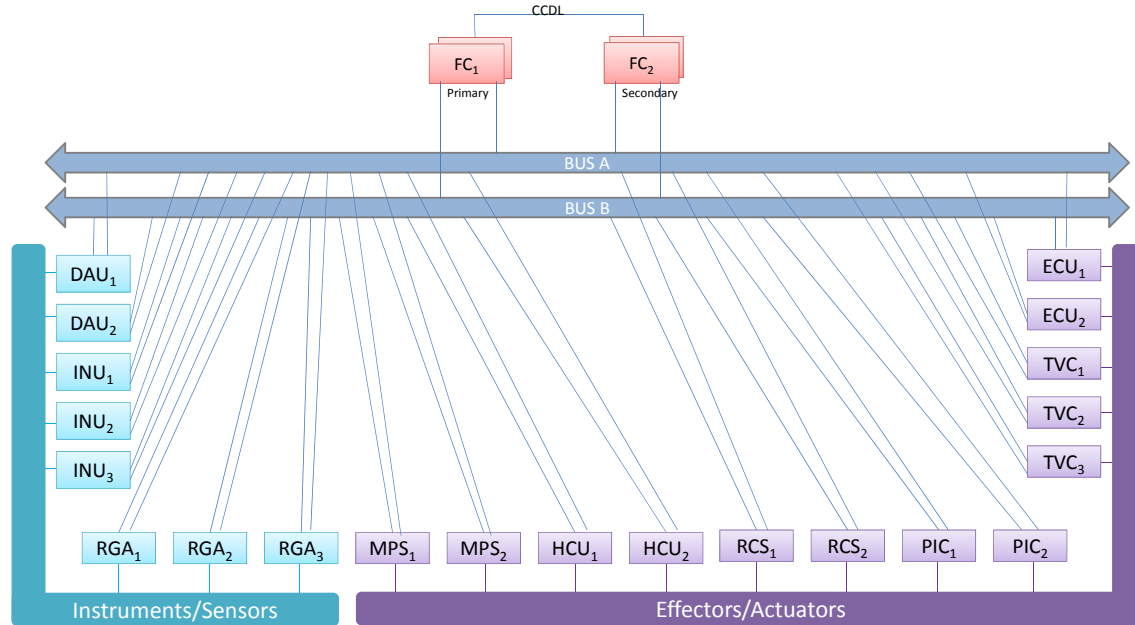 CCDL
FC1
FC2
Primary
Secondary
BUS A
BUS B
DAU1
ECU1
DAU2
ECU2
INU1
TVC1
INU2
TVC2
INU3
TVC3
RGA1
RGA2
RGA3
MPS1
MPS2
HCU1
HCU2
RCS1
RCS2
PIC1
PIC2
Instruments/Sensors
Effectors/Actuators